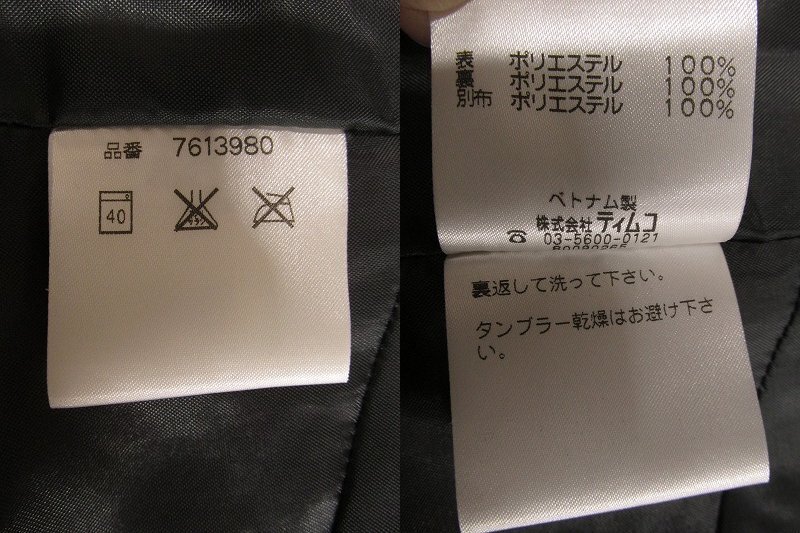 品番 7613980
40
表 ポリエステル 100%
裏 ポリエステル 100%
別布 ポリエステル 100%
ベトナム製
株式会社 ティムコ
☎ 03-5600-0121
裏返して洗って下さい。
タンブラー乾燥はお避け下さ
い。